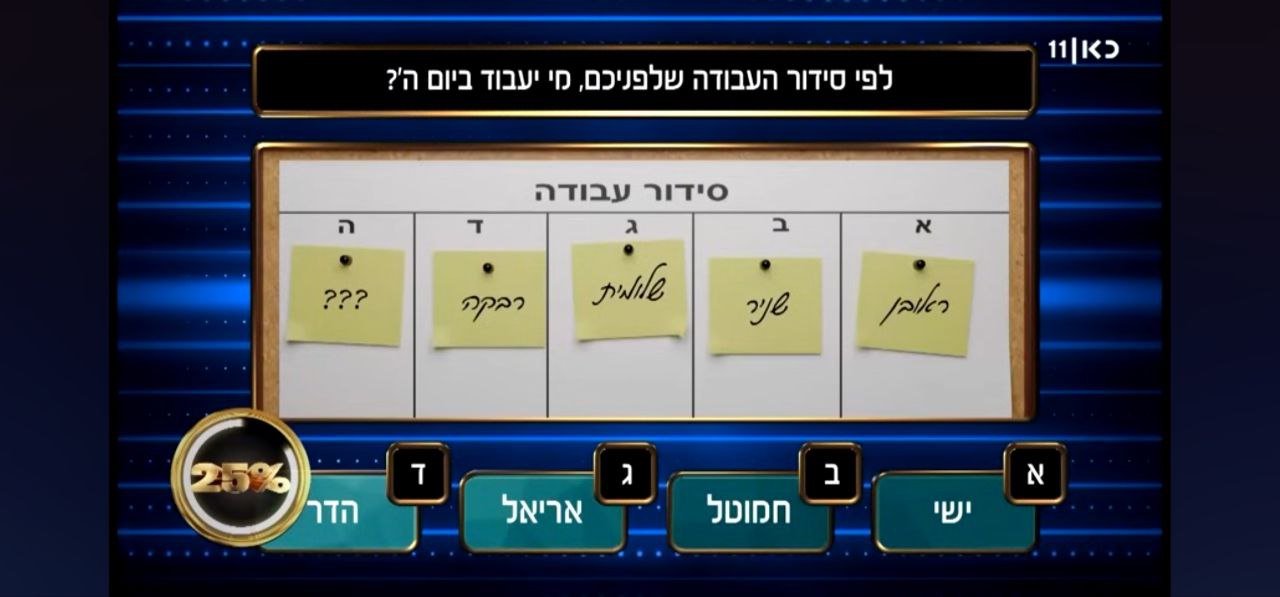 כאן|11
לפי סידור העבודה שלפניכם, מי יעבוד ביום ה'?
סידור עבודה
א ב ג ד ה
ראובן שניר שלומית רבקה ???
א ב ג ד
ישי חמוטל אריאל הדר
25%